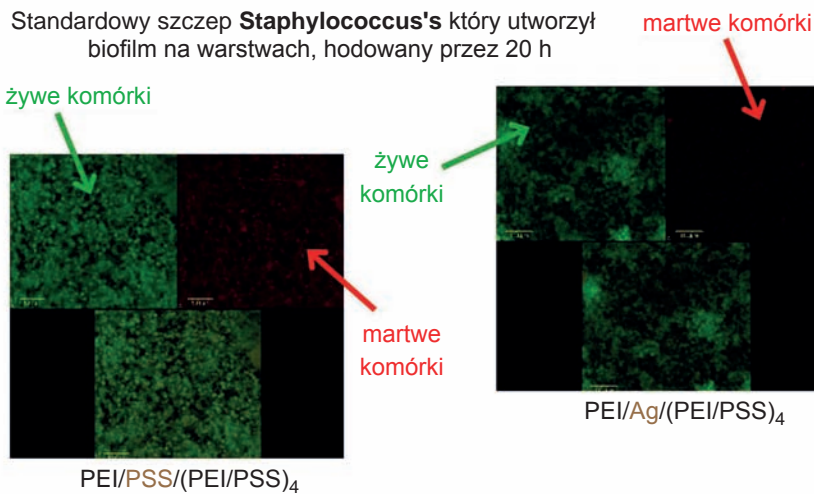 Standardowy szczep Staphylococcus's który utworzył
biofilm na warstwach, hodowany przez 20 h
martwe komórki
żywe komórki
żywe
komórki
martwe
komórki
PEI/Ag/(PEI/PSS)4
PEI/PSS/(PEI/PSS)4